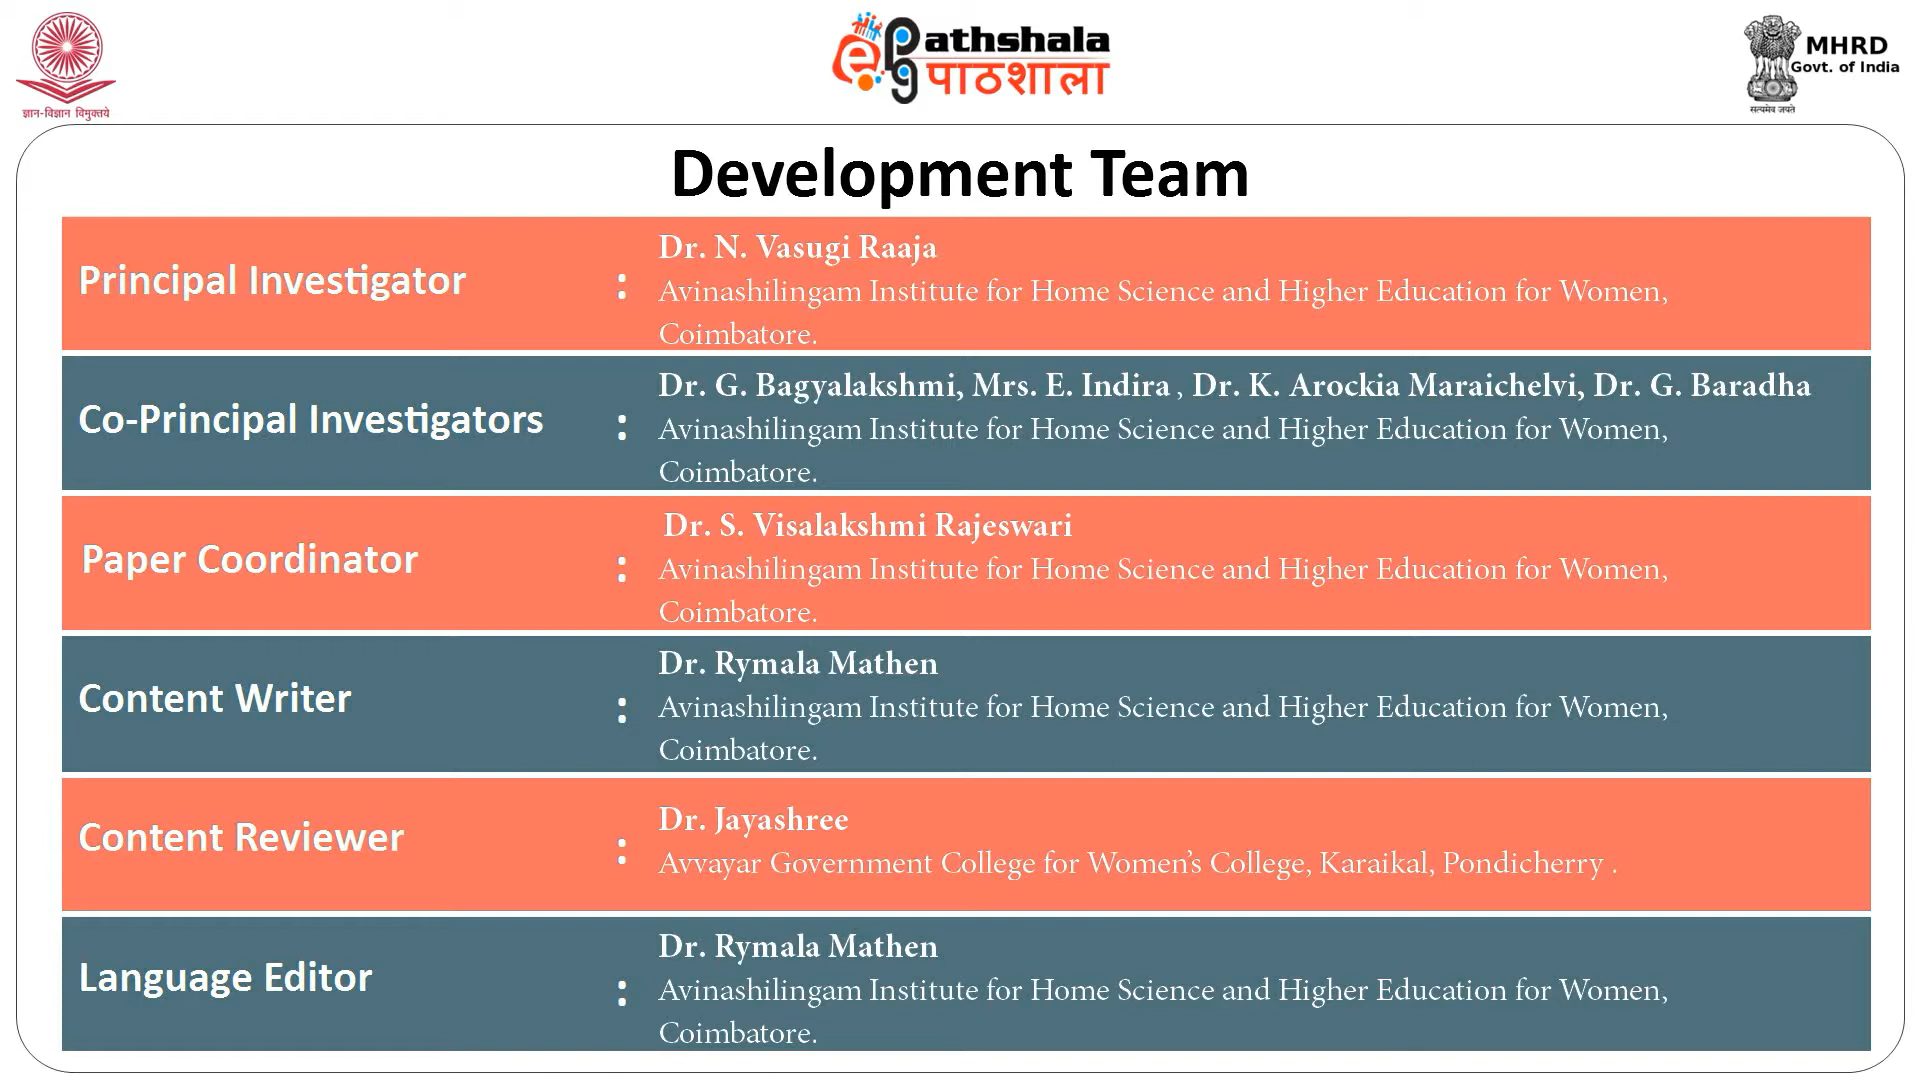 ज्ञान-विज्ञान विमुक्तये
ePG Pathshala
पाठशाला
MHRD
Govt. of India
सत्यमेव जयते
Development Team
Principal Investigator : Dr. N. Vasugi Raaja
Avinashilingam Institute for Home Science and Higher Education for Women,
Coimbatore.
Co-Principal Investigators : Dr. G. Bagyalakshmi, Mrs. E. Indira , Dr. K. Arockia Maraichelvi, Dr. G. Baradha
Avinashilingam Institute for Home Science and Higher Education for Women,
Coimbatore.
Paper Coordinator : Dr. S. Visalakshmi Rajeswari
Avinashilingam Institute for Home Science and Higher Education for Women,
Coimbatore.
Content Writer : Dr. Rymala Mathen
Avinashilingam Institute for Home Science and Higher Education for Women,
Coimbatore.
Content Reviewer : Dr. Jayashree
Avvayar Government College for Women’s College, Karaikal, Pondicherry .
Language Editor : Dr. Rymala Mathen
Avinashilingam Institute for Home Science and Higher Education for Women,
Coimbatore.